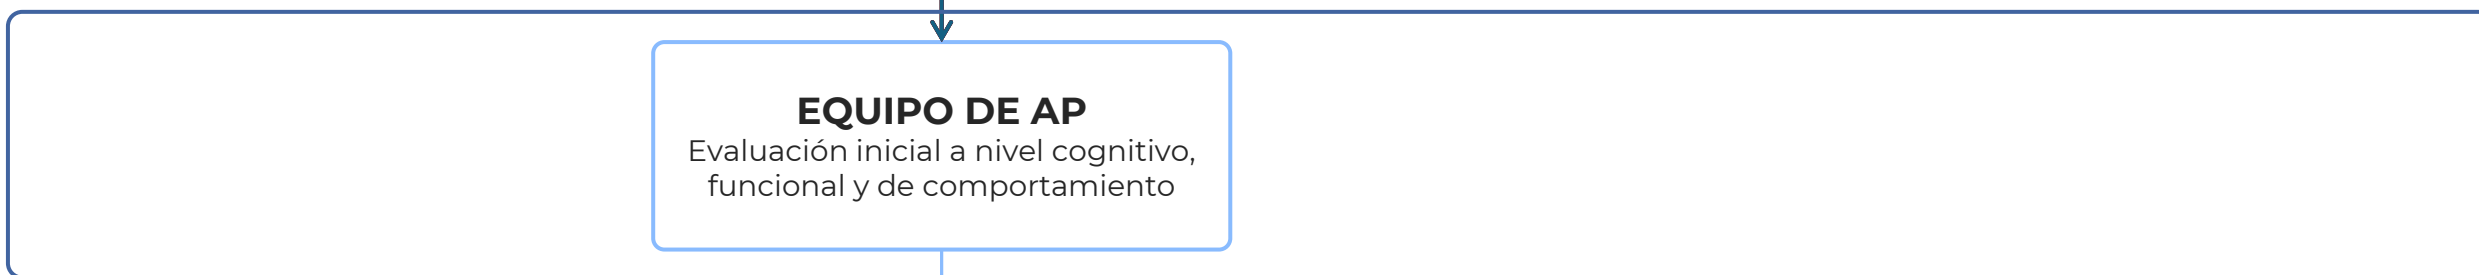 EQUIPO DE AP
Evaluación inicial a nivel cognitivo,
funcional y de comportamiento